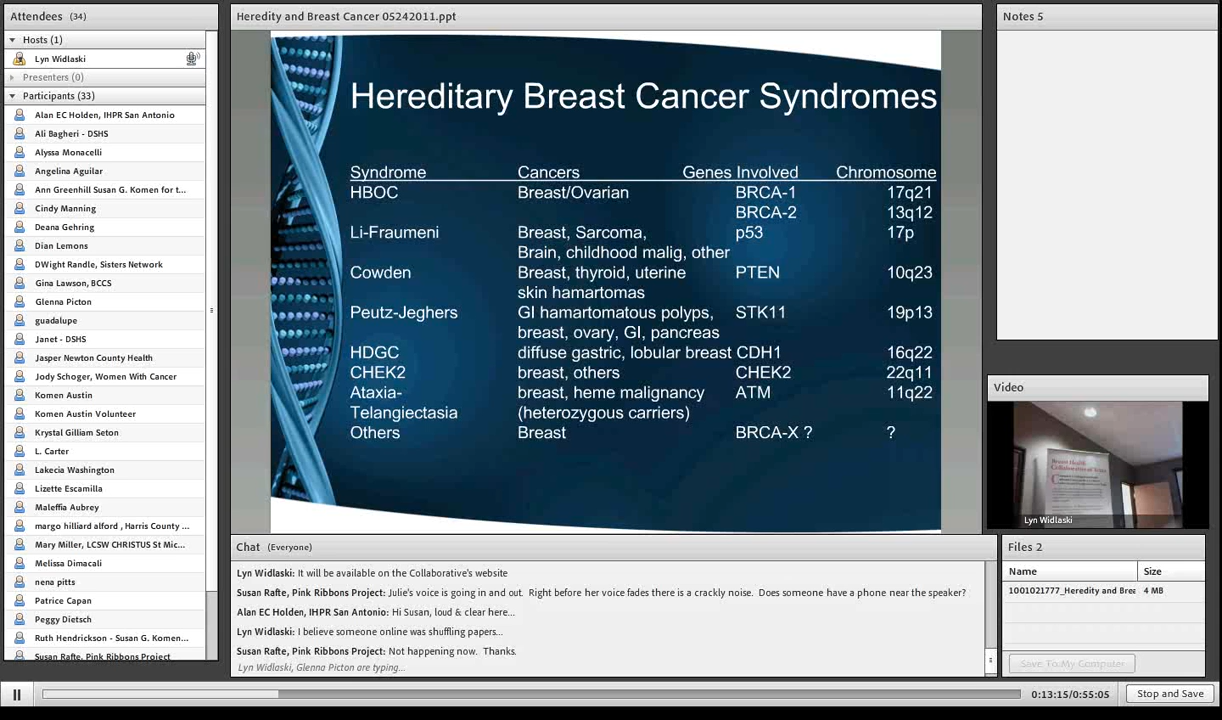 Attendees (34)
Hosts (1)
Lyn Widlaski
Presenters (0)
Participants (33)
Alan EC Holden, IHPR San Antonio
Ali Bagheri - DSHS
Alyssa Monacelli
Angelina Aguilar
Ann Greenhill Susan G. Komen for t...
Cindy Manning
Deana Gehring
Dian Lemons
DWight Randle, Sisters Network
Gina Lawson, BCCS
Glenna Picton
guadalupe
Janet - DSHS
Jasper Newton County Health
Jody Schoger, Women With Cancer
Komen Austin
Komen Austin Volunteer
Krystal Gilliam Seton
L. Carter
Lakecia Washington
Lizette Escamilla
Maleffia Aubrey
margo hilliard alford , Harris County ...
Mary Miller, LCSW CHRISTUS St Mic...
Melissa Dimacali
nena pitts
Patrice Capan
Peggy Dietsch
Ruth Hendrickson - Susan G. Komen...
Susan Rafte, Pink Ribbons Project
Heredity and Breast Cancer 05242011.ppt
Hereditary Breast Cancer Syndromes
Syndrome Cancers Genes Involved Chromosome
HBOC Breast/Ovarian BRCA-1 17q21
BRCA-2 13q12
Li-Fraumeni Breast, Sarcoma, p53 17p
Brain, childhood malig, other
Cowden Breast, thyroid, uterine PTEN 10q23
skin hamartomas
Peutz-Jeghers GI hamartomatous polyps, STK11 19p13
breast, ovary, GI, pancreas
HDGC diffuse gastric, lobular breast CDH1 16q22
CHEK2 breast, others CHEK2 22q11
Ataxia- breast, heme malignancy ATM 11q22
Telangiectasia (heterozygous carriers)
Others Breast BRCA-X ? ?
Chat (Everyone)
Lyn Widlaski: It will be available on the Collaborative's website
Susan Rafte, Pink Ribbons Project: Julie's voice is going in and out. Right before her voice fades there is a crackly noise. Does someone have a phone near the speaker?
Alan EC Holden, IHPR San Antonio: Hi Susan, loud & clear here...
Lyn Widlaski: I believe someone online was shuffling papers...
Susan Rafte, Pink Ribbons Project: Not happening now. Thanks.
Lyn Widlaski, Glenna Picton are typing...
Notes 5
Video
Breast Health
Collaborative of Texas
Lyn Widlaski
Files 2
Name Size
1001021777_Heredity and Brea 4 MB
Save To My Computer
0:13:15/0:55:05
Stop and Save